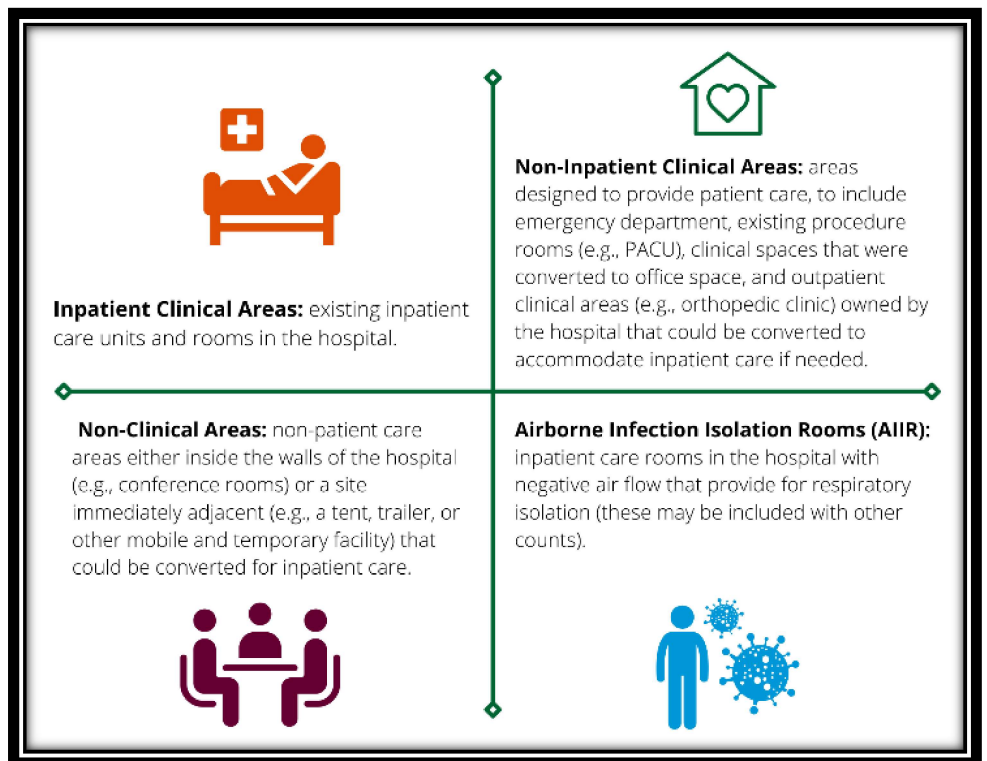 Inpatient Clinical Areas: existing inpatient
care units and rooms in the hospital.
Non-Inpatient Clinical Areas: areas
designed to provide patient care, to include
emergency department, existing procedure
rooms (e.g., PACU), clinical spaces that were
converted to office space, and outpatient
clinical areas (e.g., orthopedic clinic) owned by
the hospital that could be converted to
accommodate inpatient care if needed.
Non-Clinical Areas: non-patient care
areas either inside the walls of the hospital
(e.g., conference rooms) or a site
immediately adjacent (e.g., a tent, trailer, or
other mobile and temporary facility) that
could be converted for inpatient care.
Airborne Infection Isolation Rooms (AIIR):
inpatient care rooms in the hospital with
negative air flow that provide for respiratory
isolation (these may be included with other
counts).